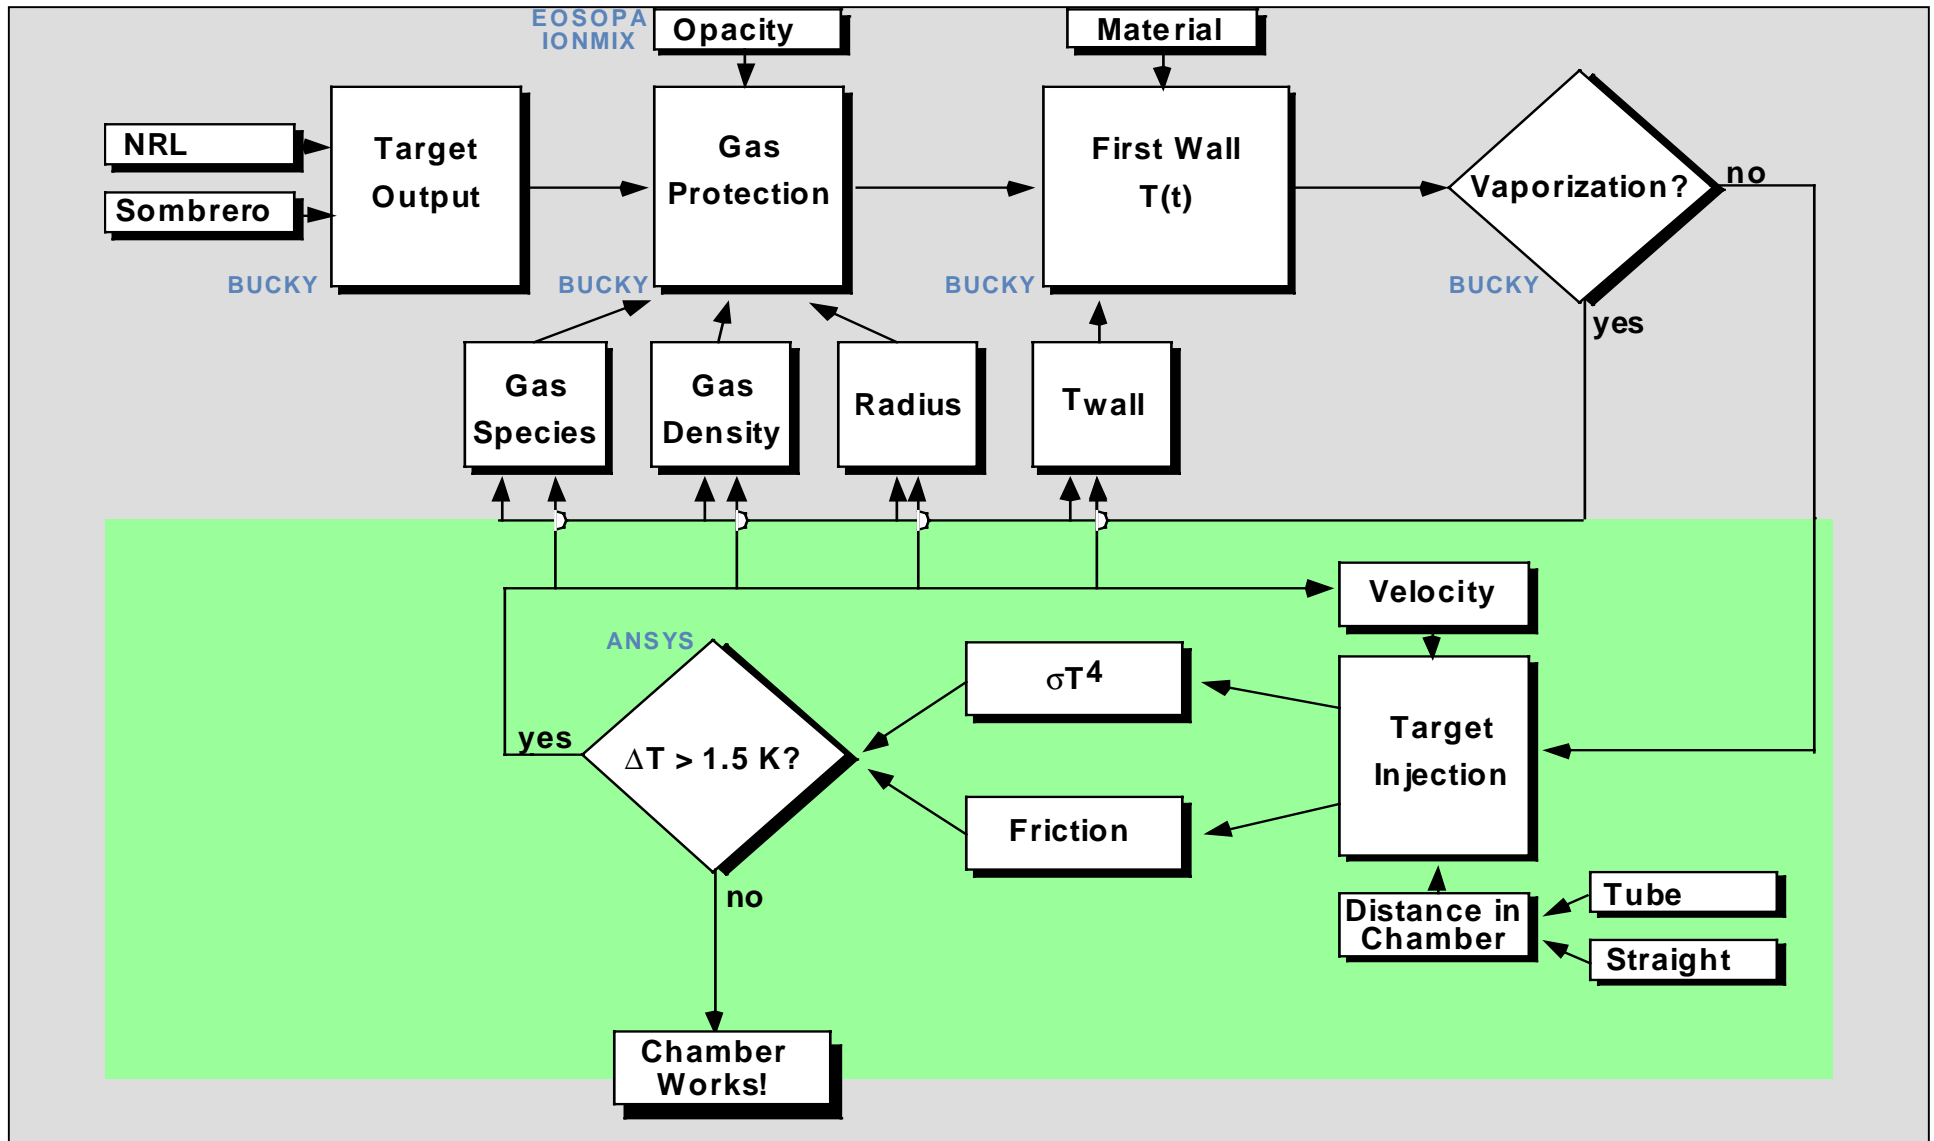 EOSOPA
IONMIX
Opacity
Material
NRL
Sombrero
Target
Output
Gas
Protection
First Wall
T(t)
Vaporization?
no
yes
BUCKY
BUCKY
BUCKY
BUCKY
Gas
Species
Gas
Density
Radius
Twall
Velocity
ANSYS
yes
ΔT > 1.5 K?
no
σT4
Friction
Target
Injection
Distance in
Chamber
Tube
Straight
Chamber
Works!